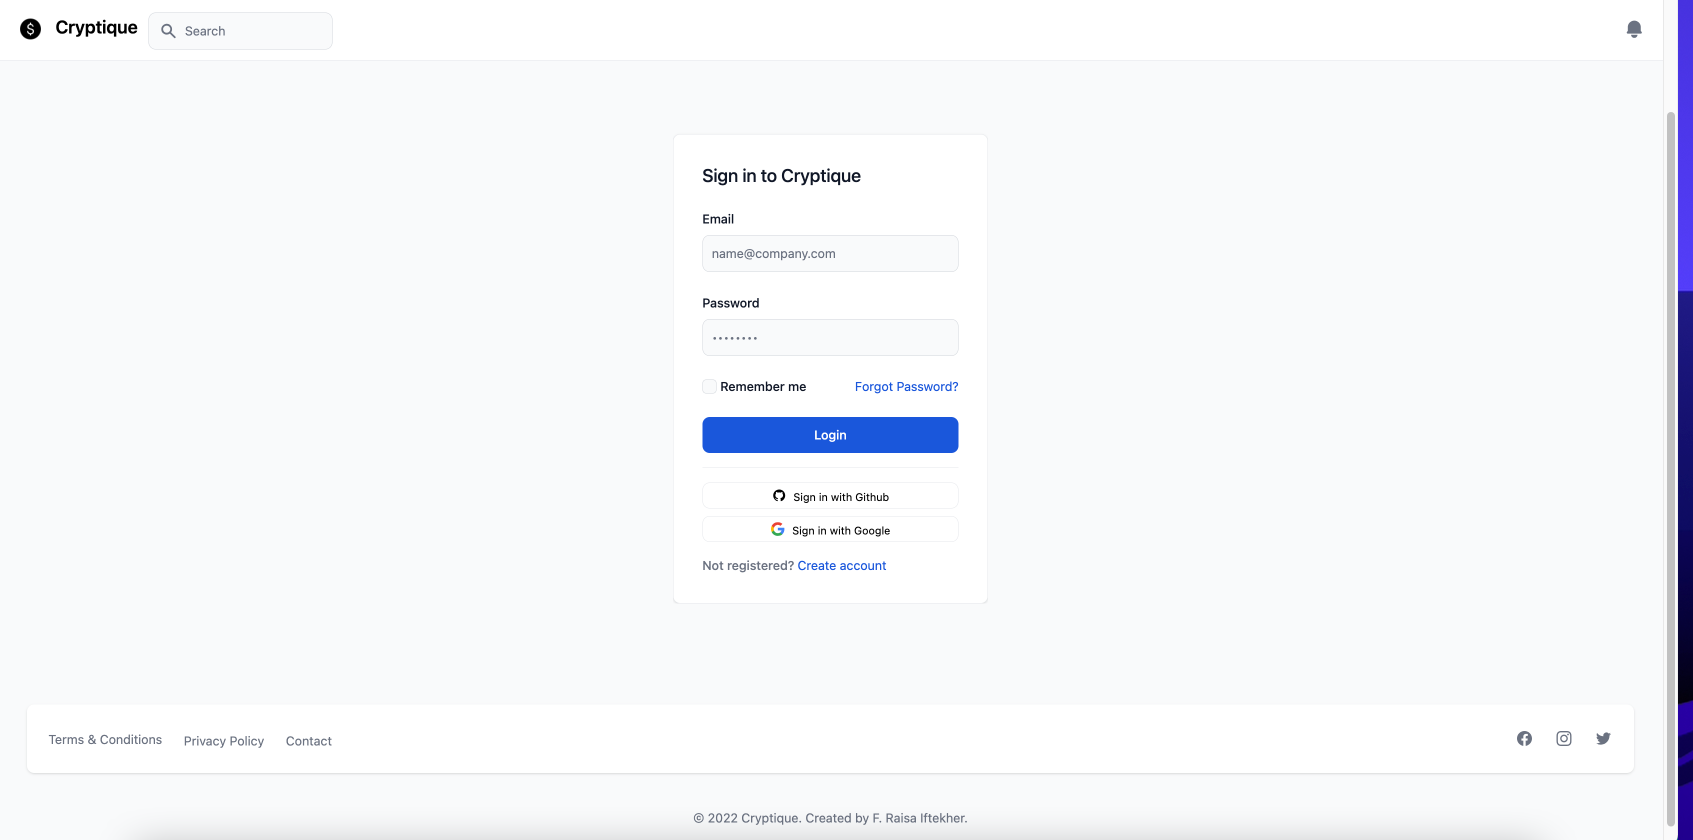 Cryptique
Search
Sign in to Cryptique
Email
name@company.com
Password
••••••••
Remember me
Forgot Password?
Login
Sign in with Github
Sign in with Google
Not registered? Create account
Terms & Conditions
Privacy Policy
Contact
© 2022 Cryptique. Created by F. Raisa Iftekher.